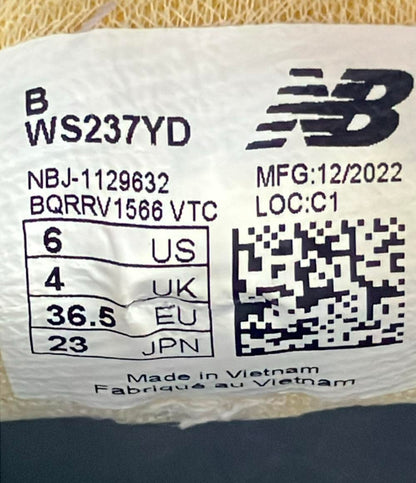 B
NB
WS237YD
NBJ-1129632
MFG:12/2022
BQRRV1566 VTC
LOC:C1
6 US
4 UK
36.5 EU
23 JPN
Made in Vietnam
Fabriqué au Vietnam